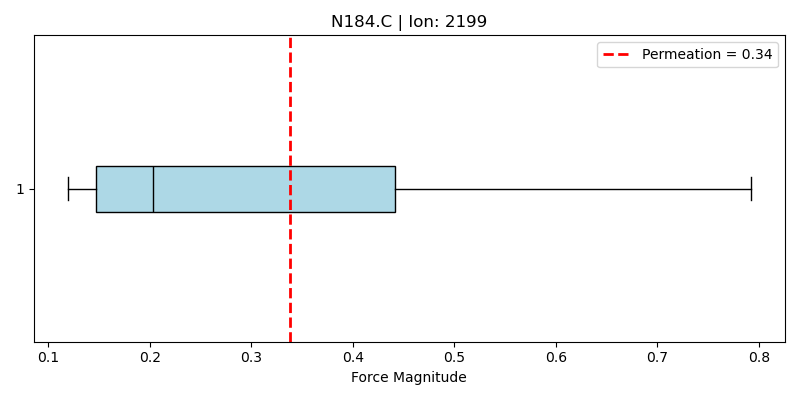 N184.C | Ion: 2199
Permeation = 0.34
1
0.1 0.2 0.3 0.4 0.5 0.6 0.7 0.8
Force Magnitude